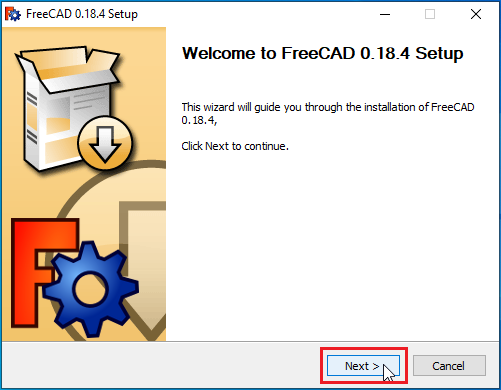 FreeCAD 0.18.4 Setup
Welcome to FreeCAD 0.18.4 Setup
This wizard will guide you through the installation of FreeCAD
0.18.4,
Click Next to continue.
Next >
Cancel